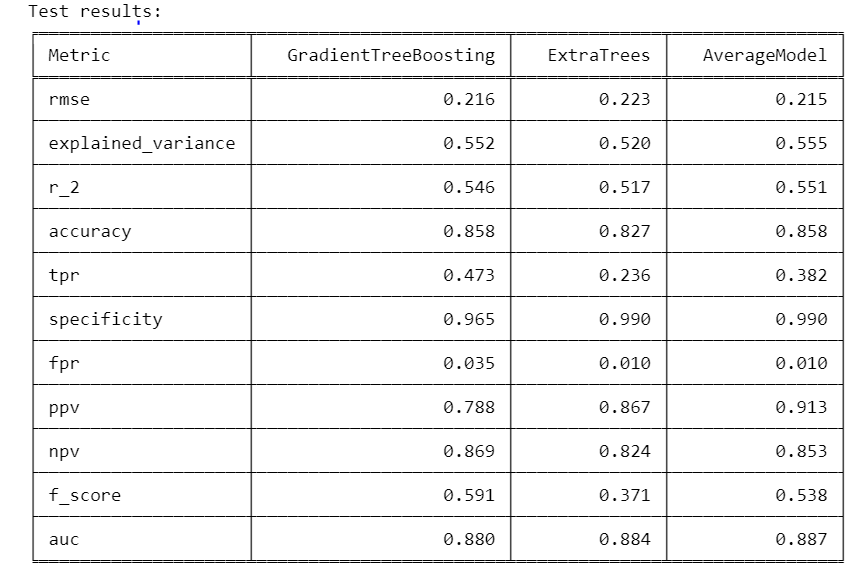 Test results:
Metric GradientTreeBoosting ExtraTrees AverageModel
rmse 0.216 0.223 0.215
explained_variance 0.552 0.520 0.555
r_2 0.546 0.517 0.551
accuracy 0.858 0.827 0.858
tpr 0.473 0.236 0.382
specificity 0.965 0.990 0.990
fpr 0.035 0.010 0.010
ppv 0.788 0.867 0.913
npv 0.869 0.824 0.853
f_score 0.591 0.371 0.538
auc 0.880 0.884 0.887